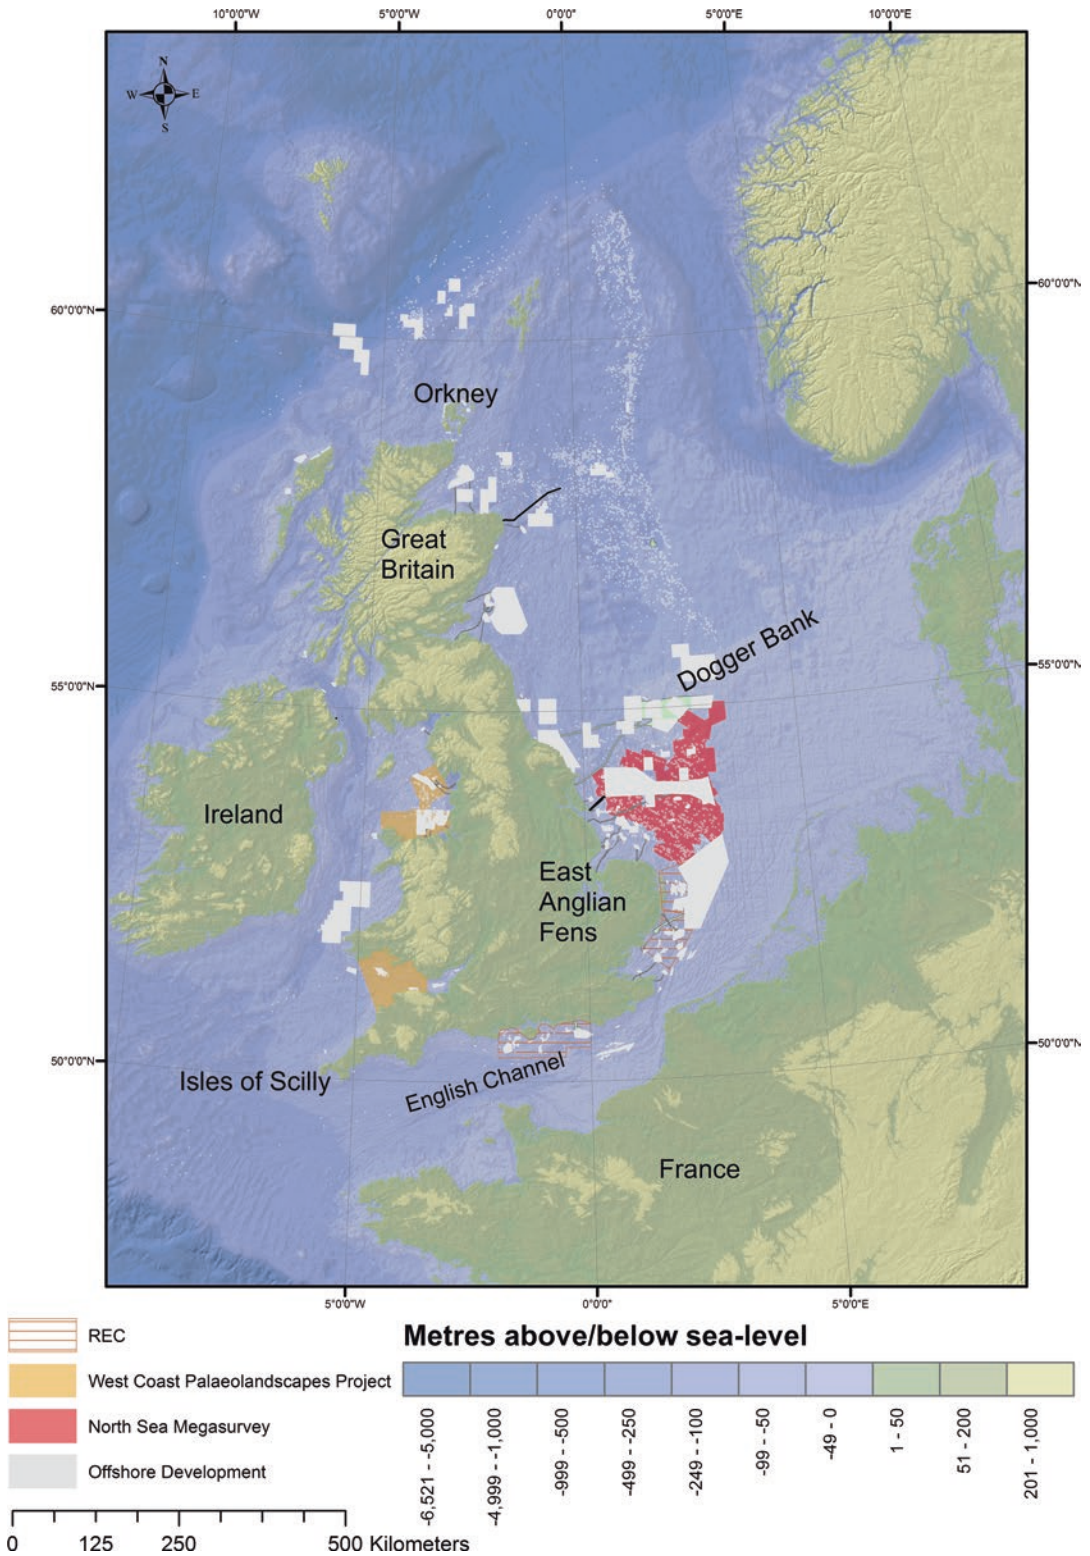 10°0'0"W 5°0'0"W 0°0'0" 5°0'0"E 10°0'0"E
N
W E
S
60°0'0"N 60°0'0"N
Orkney
Great
Britain
Dogger Bank
55°0'0"N 55°0'0"N
Ireland
East
Anglian
Fens
50°0'0"N 50°0'0"N
Isles of Scilly
English Channel
France
5°0'0"W 0°0'0" 5°0'0"E
REC
West Coast Palaeolandscapes Project
North Sea Megasurvey
Offshore Development
0 125 250 500 Kilometers
Metres above/below sea-level
-6,521 - -5,000
-4,999 - -1,000
-999 - -500
-499 - -250
-249 - -100
-99 - -50
-49 - 0
1 - 50
51 - 200
201 - 1,000